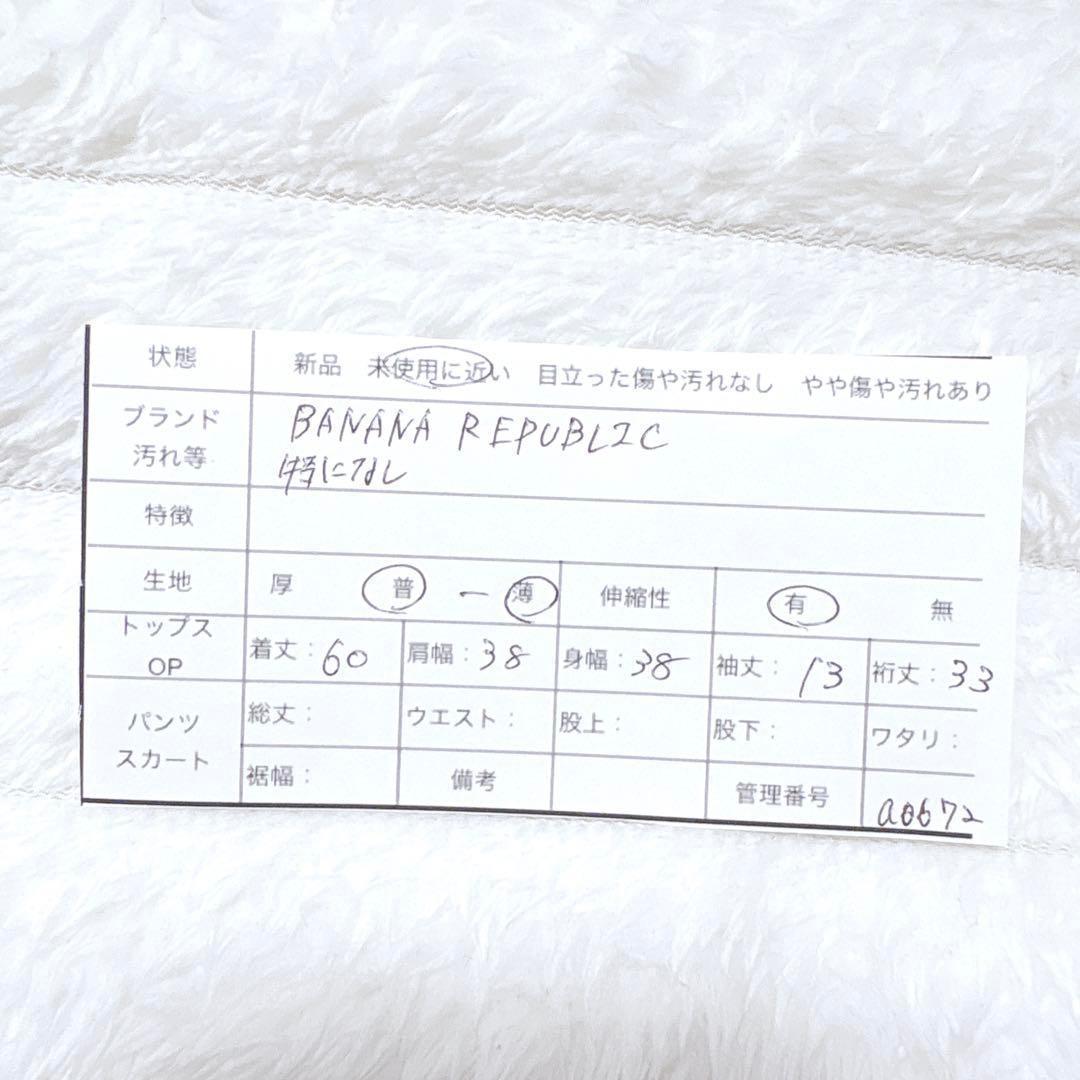 状態 新品 未使用に近い 目立った傷や汚れなし やや傷や汚れあり
ブランド BANANA REPUBLIC
汚れ等 特になし
特徴
生地 厚 普 ー 薄 伸縮性 有 無
トップス
OP 着丈：60 肩幅：38 身幅：38 袖丈：13 裄丈：33
パンツ 総丈： ウエスト： 股上： 股下： ワタリ：
スカート 裾幅： 備考 管理番号 a0672